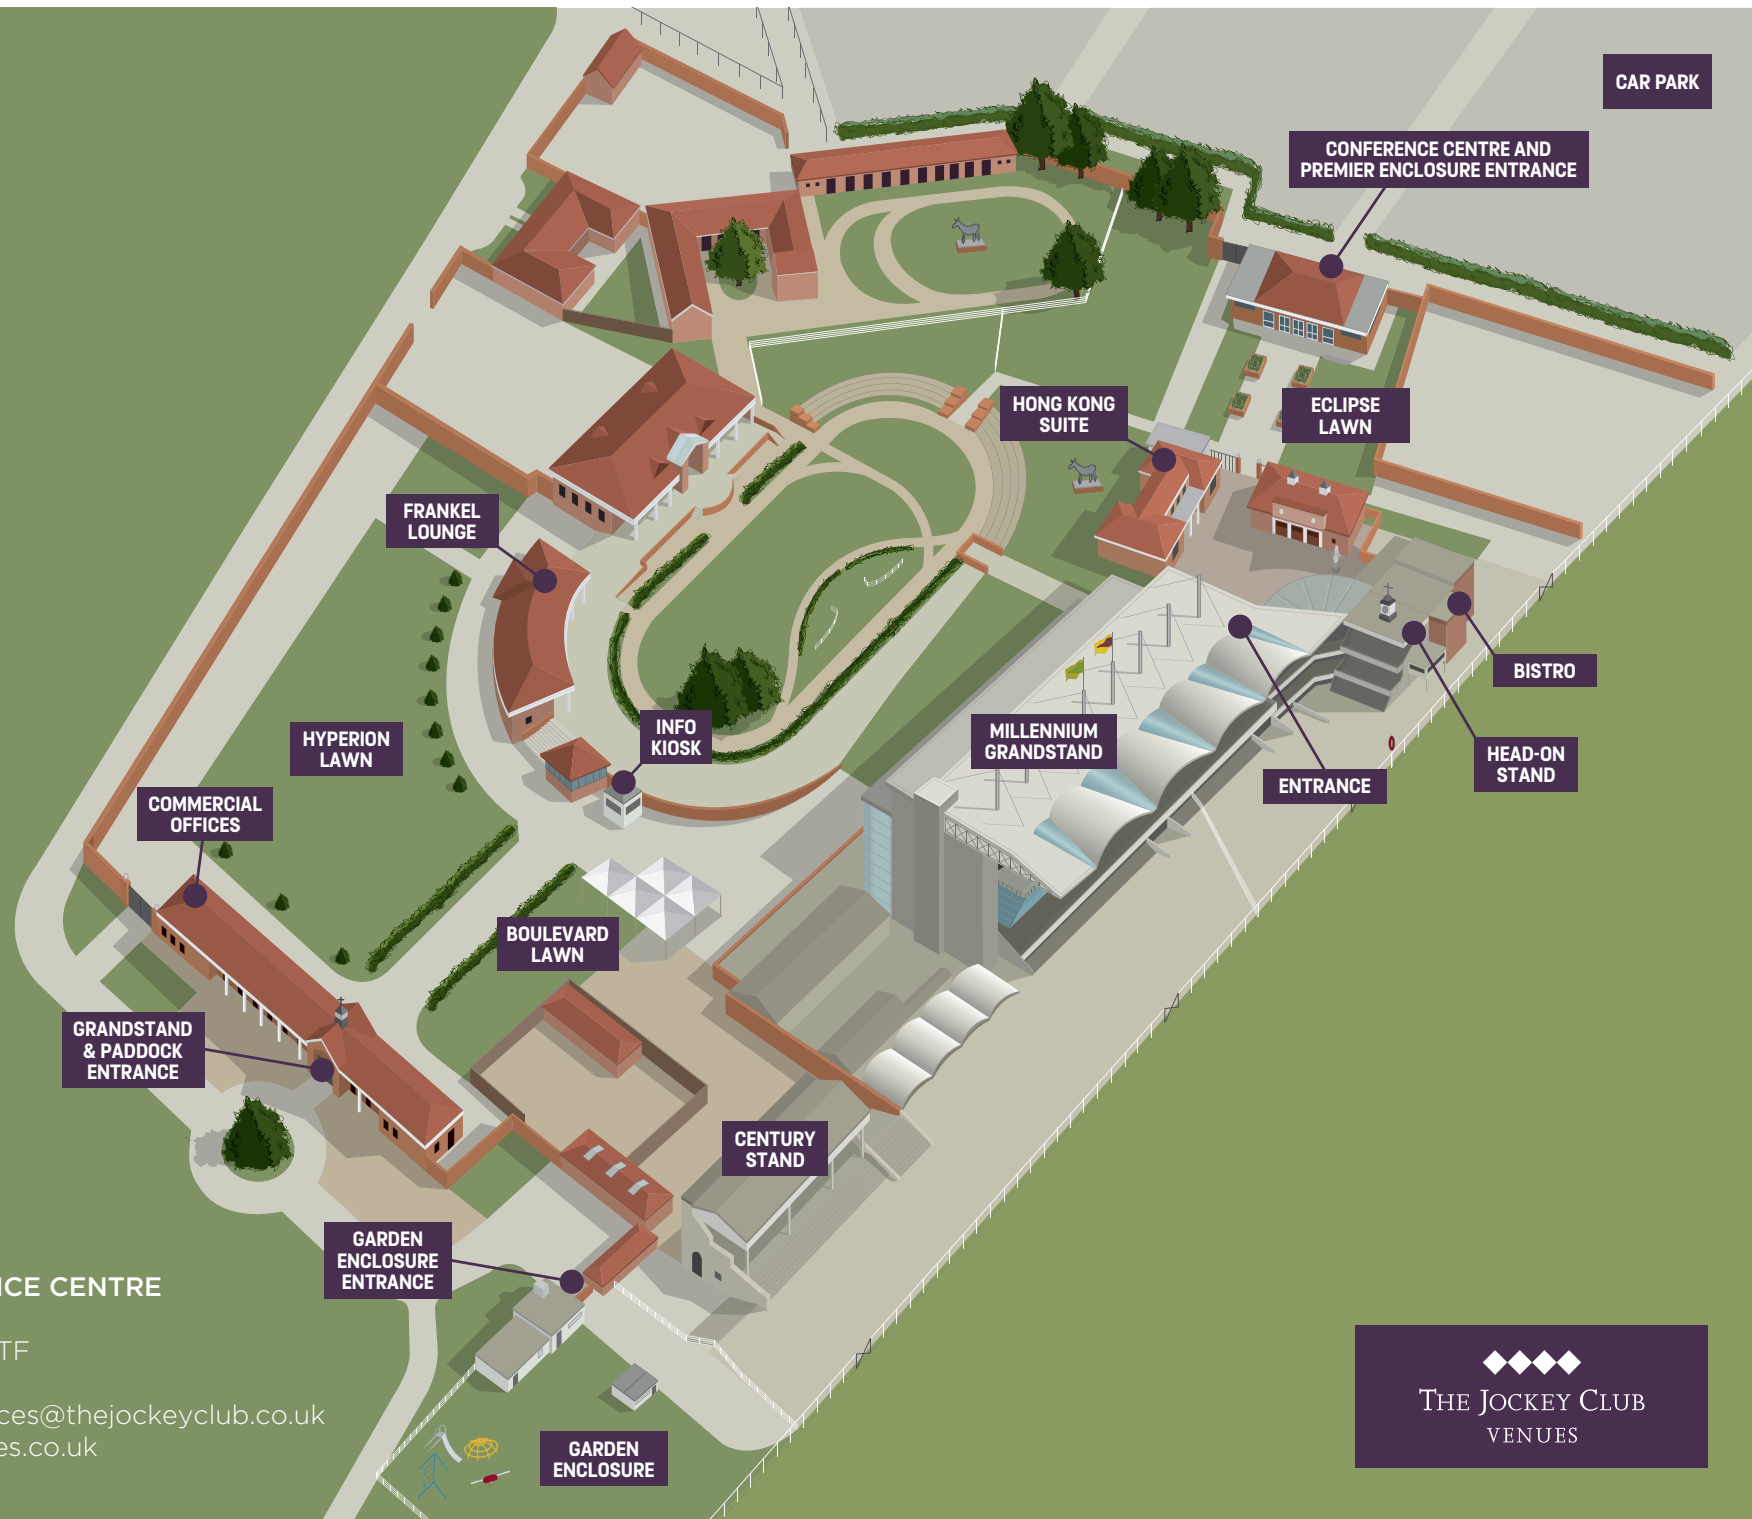 CAR PARK
CONFERENCE CENTRE AND
PREMIER ENCLOSURE ENTRANCE
HONG KONG
SUITE
ECLIPSE
LAWN
FRANKEL
LOUNGE
BISTRO
INFO
KIOSK
MILLENNIUM
GRANDSTAND
HYPERION
LAWN
HEAD-ON
STAND
ENTRANCE
COMMERCIAL
OFFICES
BOULEVARD
LAWN
GRANDSTAND
& PADDOCK
ENTRANCE
CENTURY
STAND
GARDEN
ENCLOSURE
ENTRANCE
CE CENTRE
TF
ces@thejockeyclub.co.uk
es.co.uk
GARDEN
ENCLOSURE
THE JOCKEY CLUB
VENUES